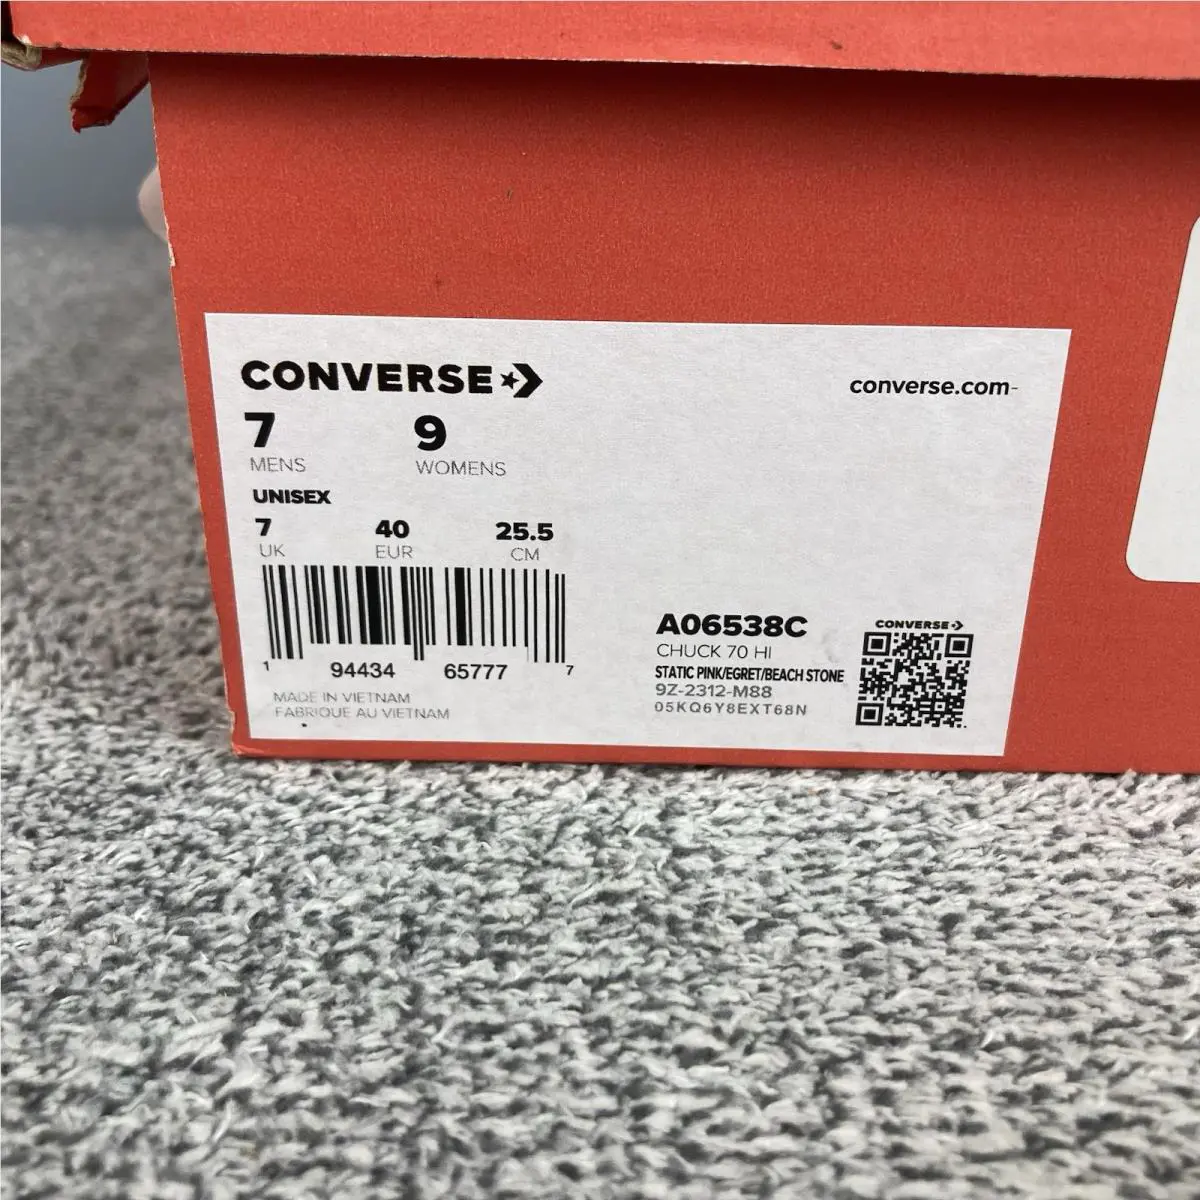 CONVERSE
converse.com
7 9
MENS WOMENS
UNISEX
7 40 25.5
UK EUR CM
1 94434 65777 7
MADE IN VIETNAM
FABRIQUÉ AU VIETNAM
A06538C
CHUCK 70 HI
STATIC PINK/EGRET/BEACH STONE
9Z-2312-M88
05KQ6Y8EXT68N
CONVERSE